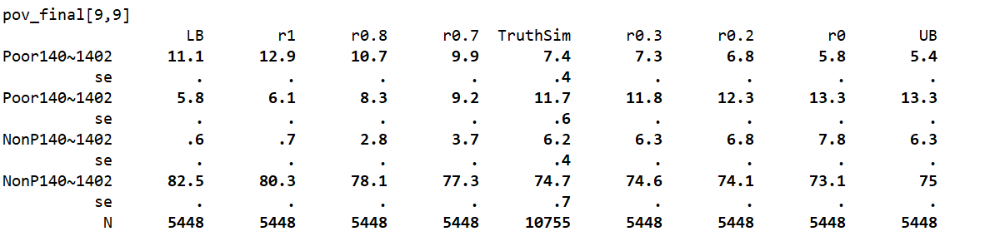 pov_final[9,9]
LB r1 r0.8 r0.7 TruthSim r0.3 r0.2 r0 UB
Poor140~1402 11.1 12.9 10.7 9.9 7.4 7.3 6.8 5.8 5.4
se . . . . .4 . . . .
Poor140~1402 5.8 6.1 8.3 9.2 11.7 11.8 12.3 13.3 13.3
se . . . . .6 . . . .
NonP140~1402 .6 .7 2.8 3.7 6.2 6.3 6.8 7.8 6.3
se . . . . .4 . . . .
NonP140~1402 82.5 80.3 78.1 77.3 74.7 74.6 74.1 73.1 75
se . . . . .7 . . . .
N 5448 5448 5448 5448 10755 5448 5448 5448 5448